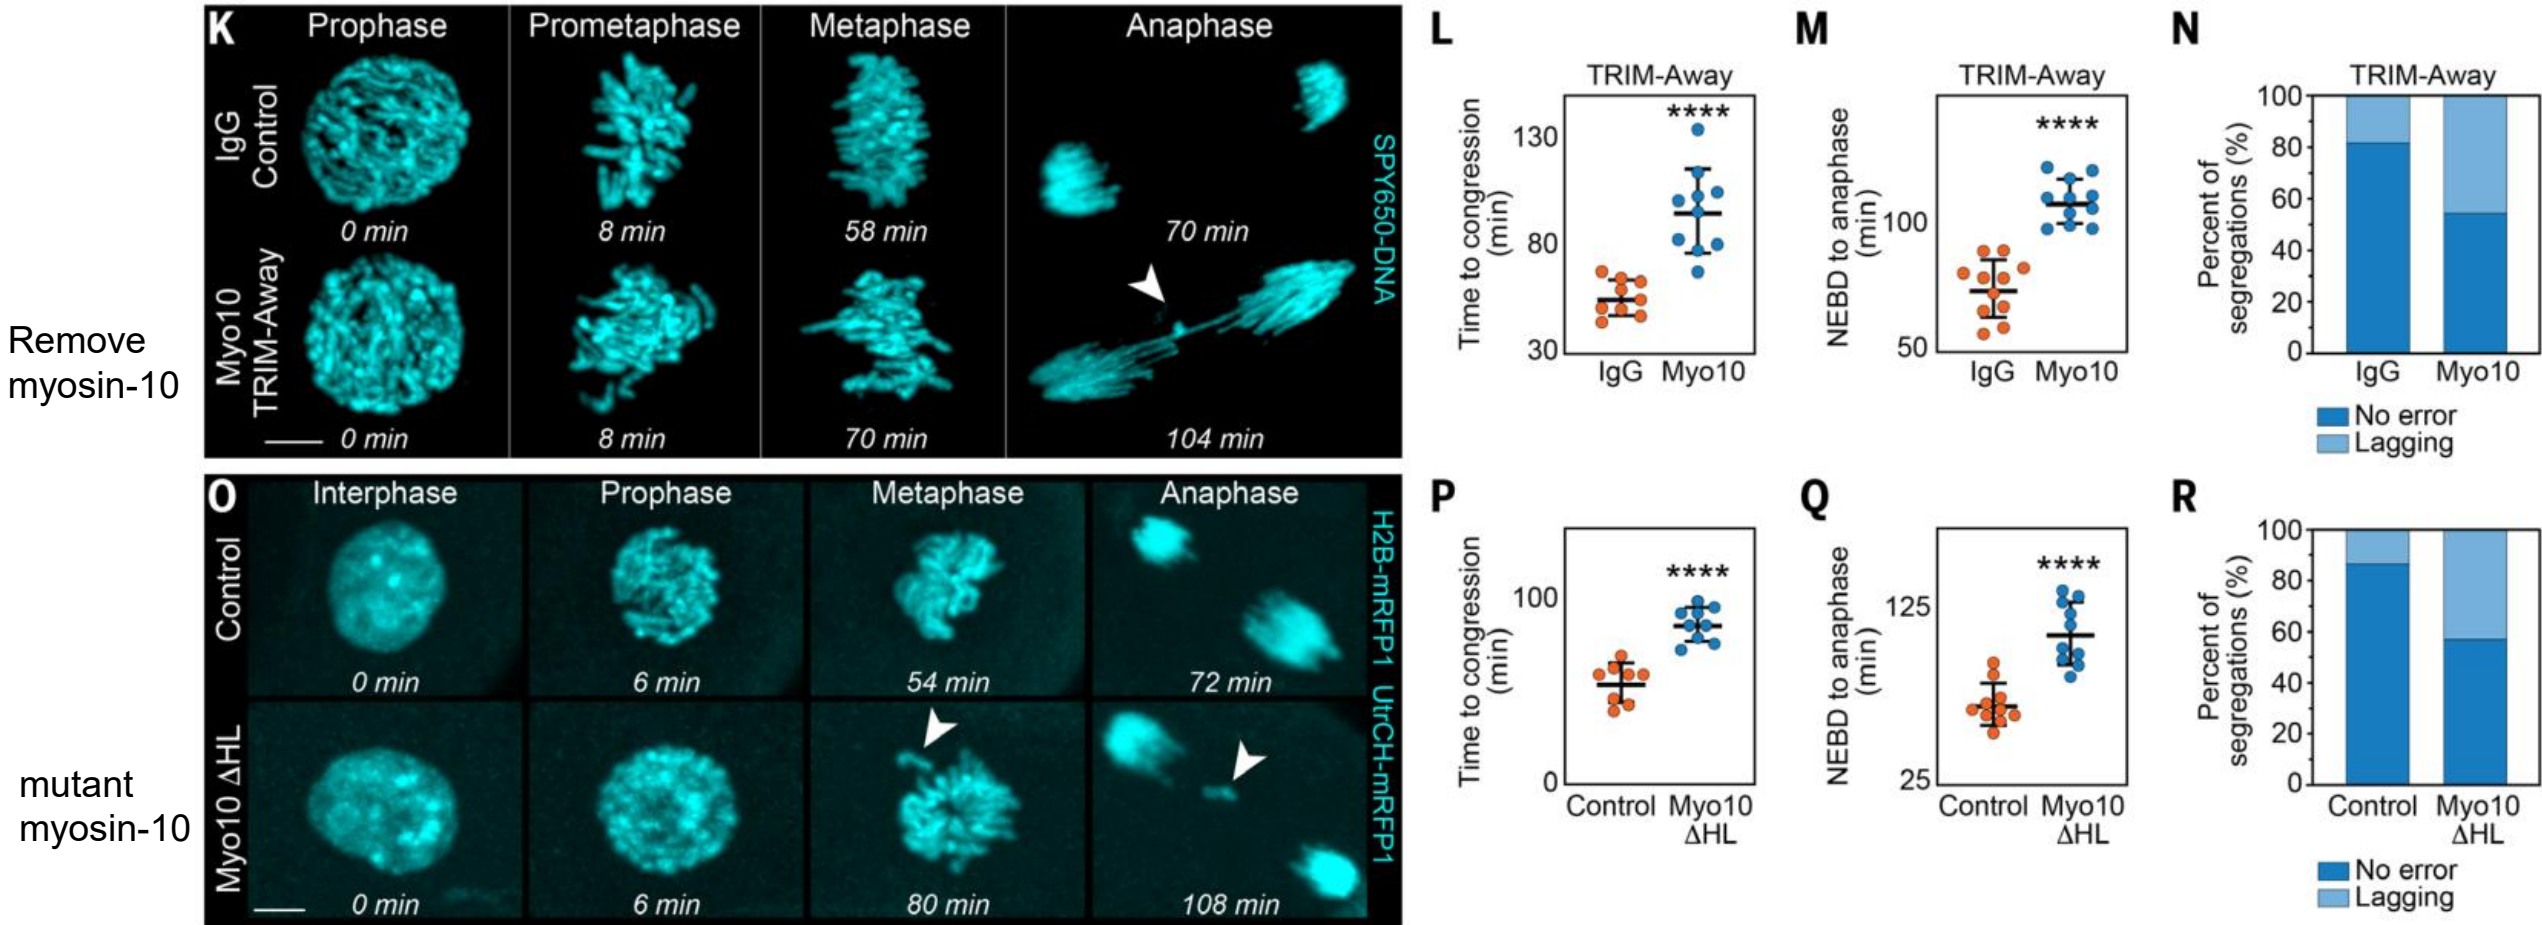 Remove
myosin-10
K
Prophase
Prometaphase
Metaphase
Anaphase
IgG
Control
0 min
8 min
58 min
70 min
Myo10
TRIM-Away
0 min
8 min
70 min
104 min
SPY650-DNA
L
TRIM-Away
Time to congression
(min)
130
80
30
****
IgG
Myo10
M
TRIM-Away
NEBD to anaphase
(min)
100
50
****
IgG
Myo10
N
TRIM-Away
Percent of
segregations (%)
100
80
60
40
20
0
IgG
Myo10
No error
Lagging
mutant
myosin-10
O
Interphase
Prophase
Metaphase
Anaphase
Control
0 min
6 min
54 min
72 min
Myo10 ΔHL
0 min
6 min
80 min
108 min
H2B-mRFP1 UtrCH-mRFP1
P
Time to congression
(min)
100
0
****
Control
Myo10
ΔHL
Q
NEBD to anaphase
(min)
125
25
****
Control
Myo10
ΔHL
R
Percent of
segregations (%)
100
80
60
40
20
0
Control
Myo10
ΔHL
No error
Lagging